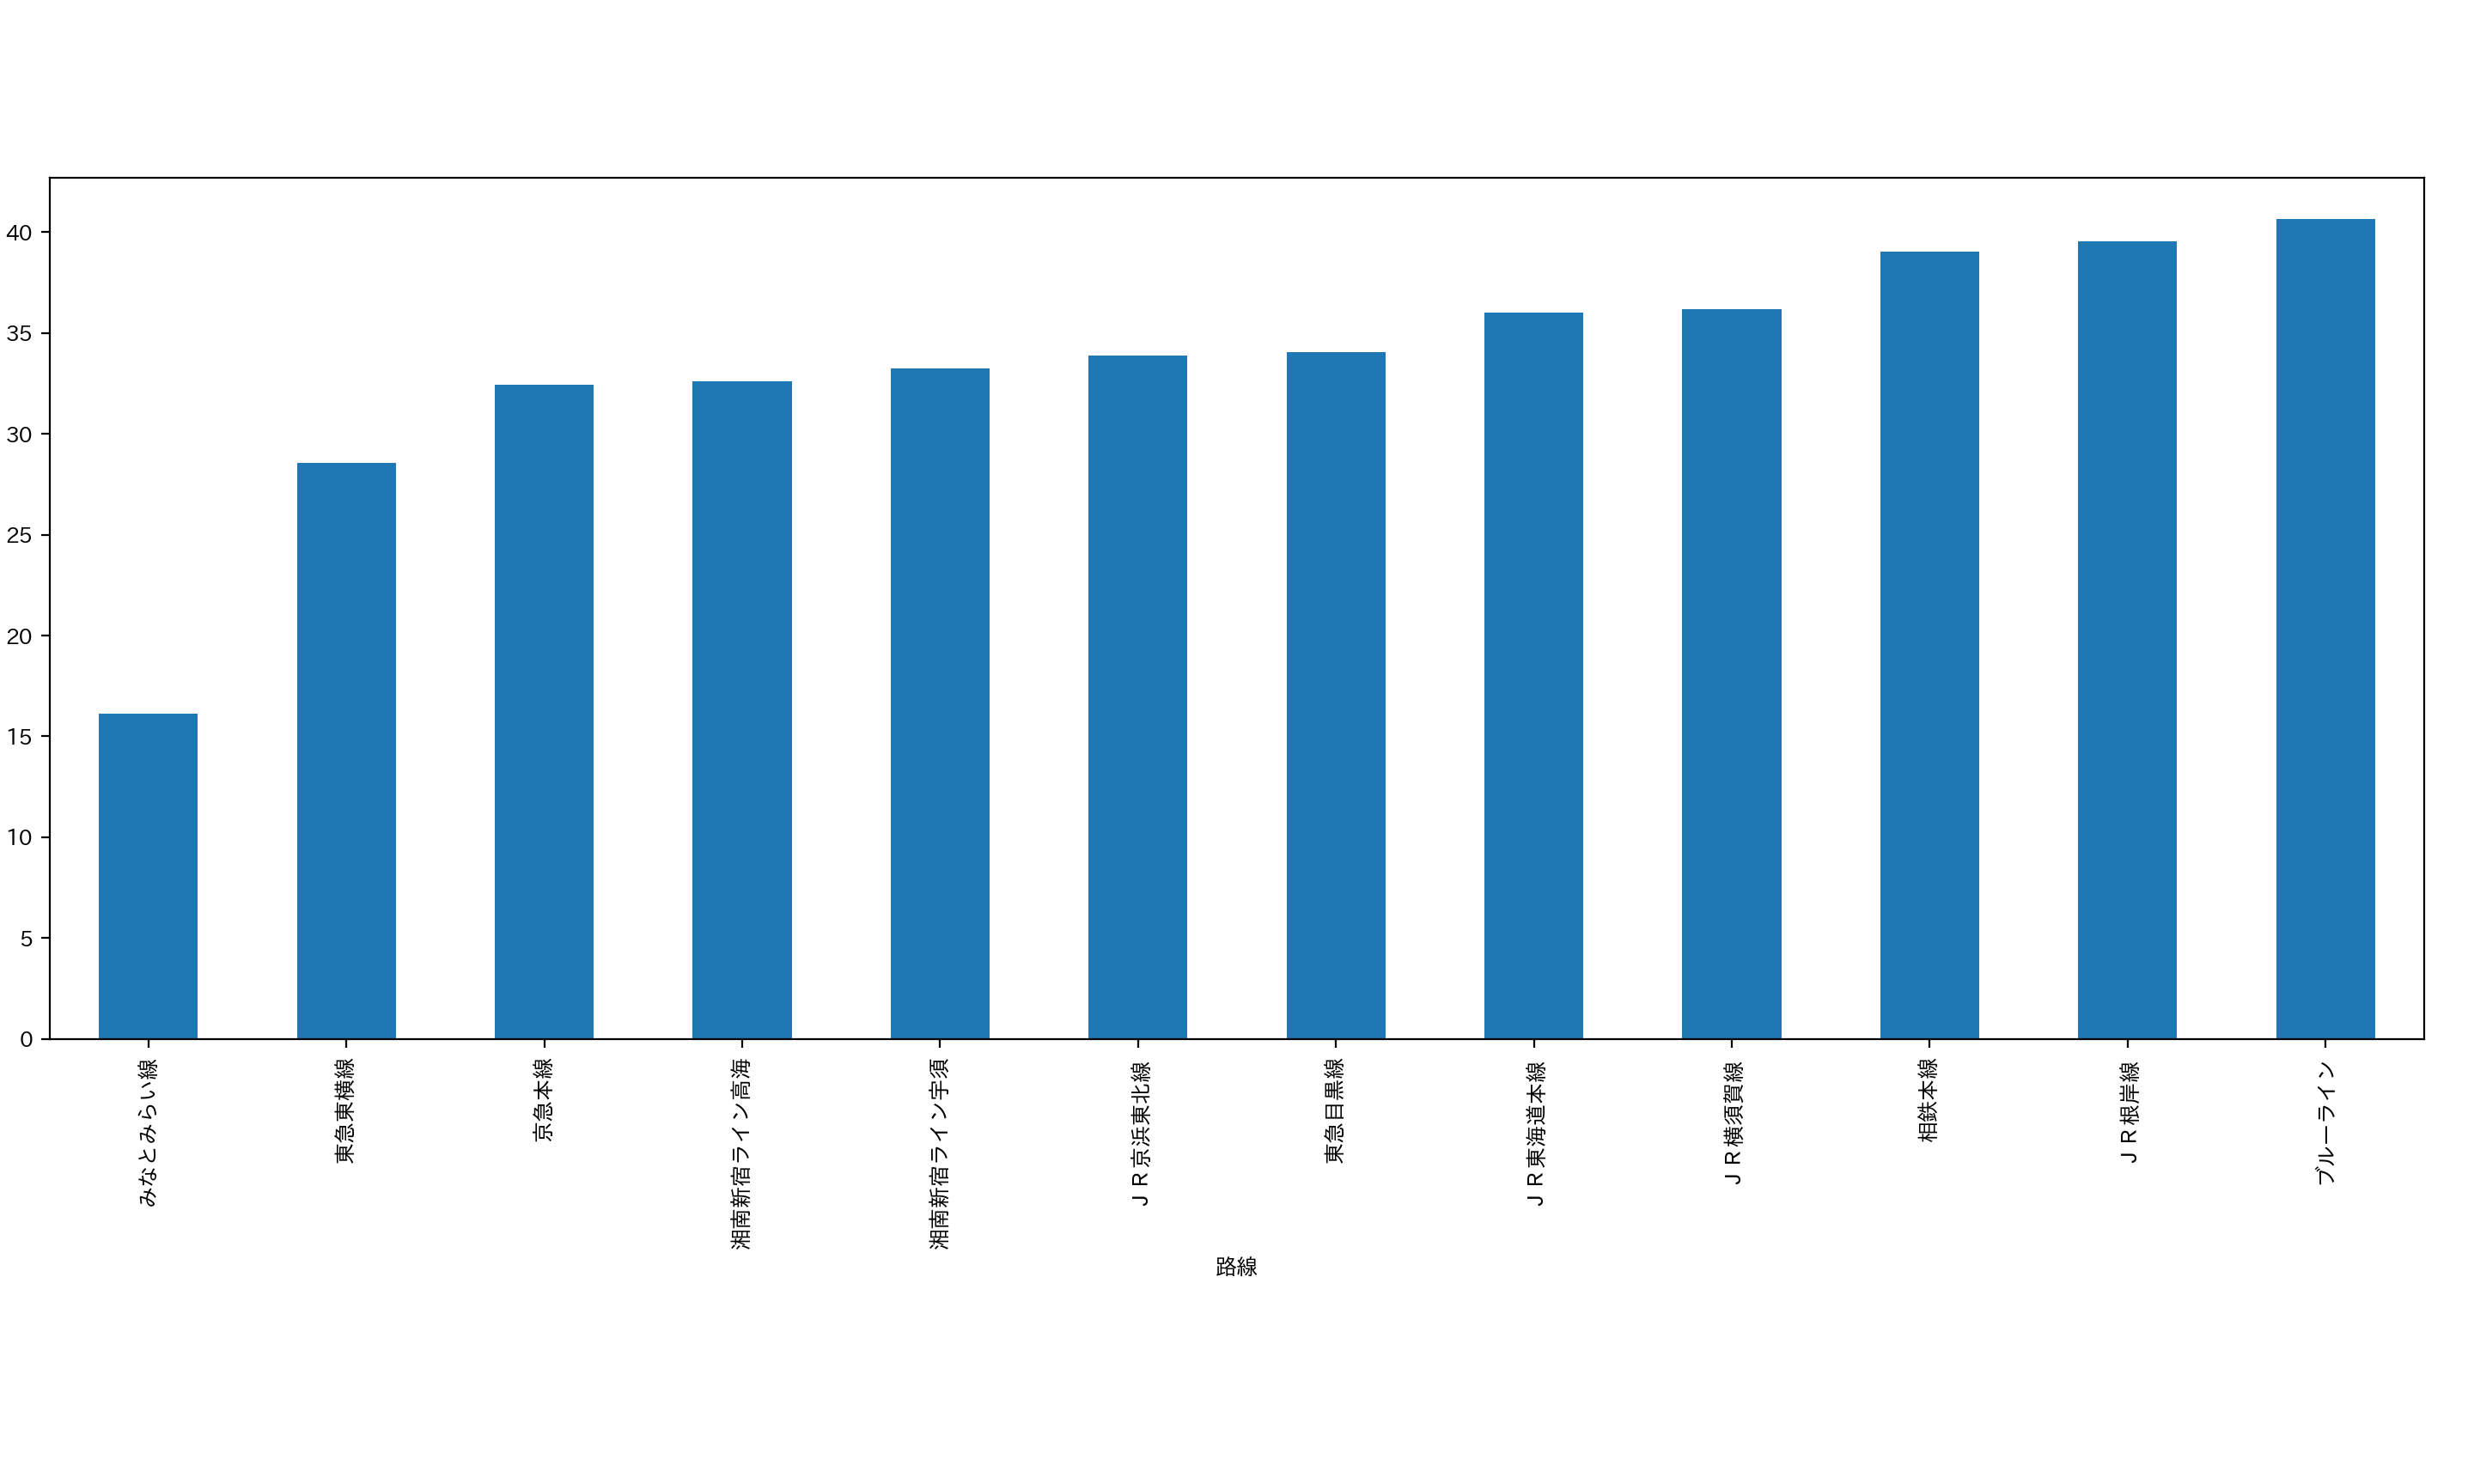 40
35
30
25
20
15
10
5
0
みなとみらい線
東急東横線
京急本線
湘南新宿ライン高海
湘南新宿ライン宇須
ＪＲ京浜東北線
東急目黒線
ＪＲ東海道本線
ＪＲ横須賀線
相鉄本線
ＪＲ根岸線
ブルーライン
路線